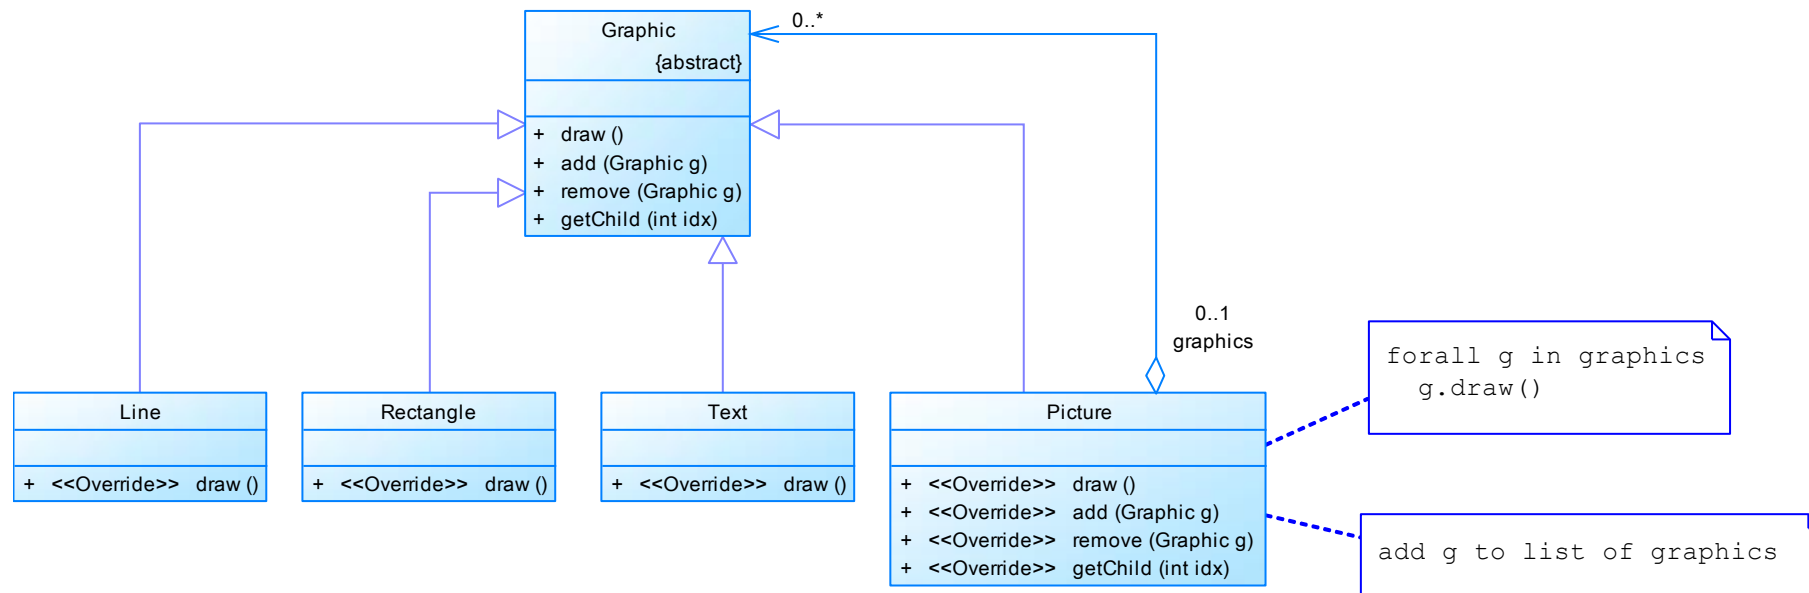 Graphic
{abstract}
+ draw ()
+ add (Graphic g)
+ remove (Graphic g)
+ getChild (int idx)
0..*
0..1
graphics
Line
+ <<Override>> draw ()
Rectangle
+ <<Override>> draw ()
Text
+ <<Override>> draw ()
Picture
+ <<Override>> draw ()
+ <<Override>> add (Graphic g)
+ <<Override>> remove (Graphic g)
+ <<Override>> getChild (int idx)
forall g in graphics
g.draw()
add g to list of graphics